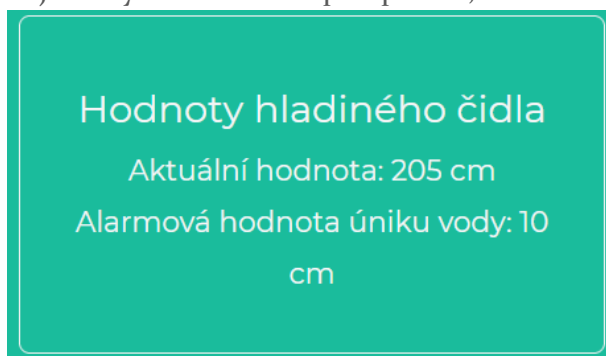 Hodnoty hladiného čidla
Aktuální hodnota: 205 cm
Alarmová hodnota úniku vody: 10
cm